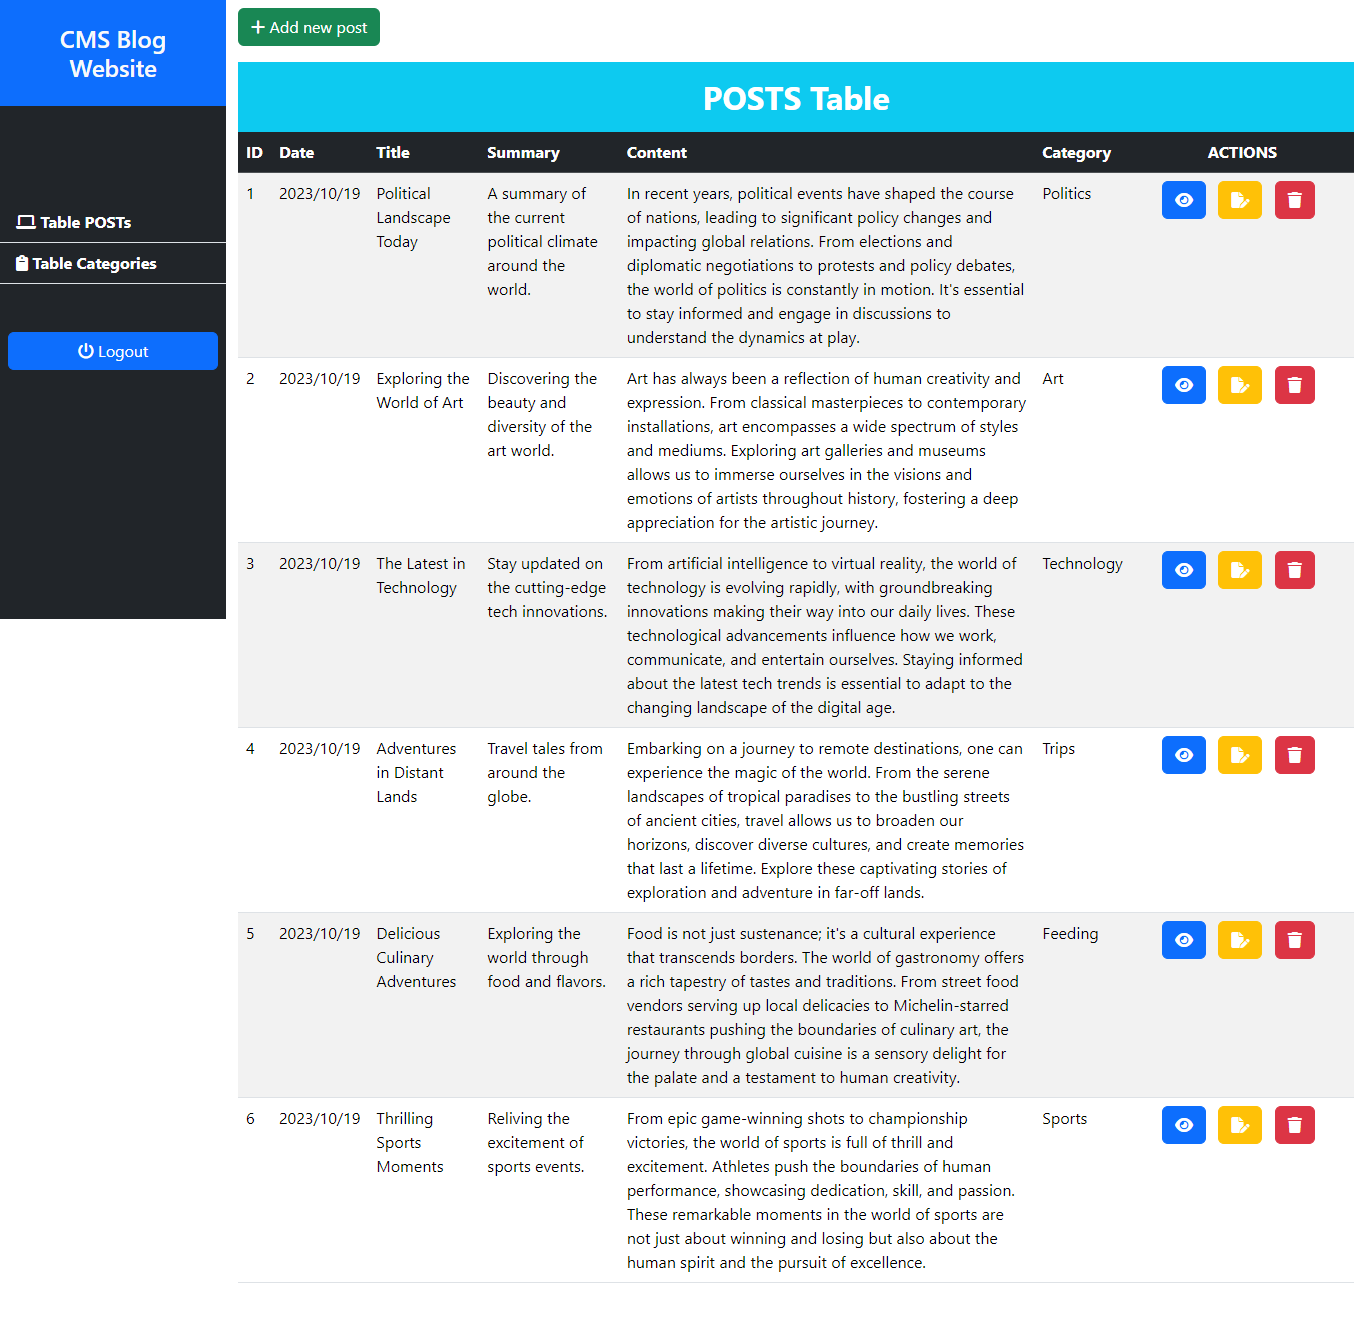 CMS Blog
Website
Table POSTs
Table Categories
Logout
Add new post
POSTS Table
ID Date Title Summary Content Category ACTIONS
1 2023/10/19 Political A summary of In recent years, political events have shaped the course Politics
Landscape the current of nations, leading to significant policy changes and
Today political climate impacting global relations. From elections and
around the diplomatic negotiations to protests and policy debates,
world. the world of politics is constantly in motion. It's essential
to stay informed and engage in discussions to
understand the dynamics at play.
2 2023/10/19 Exploring the Discovering the Art has always been a reflection of human creativity and Art
World of Art beauty and expression. From classical masterpieces to contemporary
diversity of the installations, art encompasses a wide spectrum of styles
art world. and mediums. Exploring art galleries and museums
allows us to immerse ourselves in the visions and
emotions of artists throughout history, fostering a deep
appreciation for the artistic journey.
3 2023/10/19 The Latest in Stay updated on From artificial intelligence to virtual reality, the world of Technology
Technology the cutting-edge technology is evolving rapidly, with groundbreaking
tech innovations. innovations making their way into our daily lives. These
technological advancements influence how we work,
communicate, and entertain ourselves. Staying informed
about the latest tech trends is essential to adapt to the
changing landscape of the digital age.
4 2023/10/19 Adventures Travel tales from Embarking on a journey to remote destinations, one can Trips
in Distant around the experience the magic of the world. From the serene
Lands globe. landscapes of tropical paradises to the bustling streets
of ancient cities, travel allows us to broaden our
horizons, discover diverse cultures, and create memories
that last a lifetime. Explore these captivating stories of
exploration and adventure in far-off lands.
5 2023/10/19 Delicious Exploring the Food is not just sustenance; it's a cultural experience Feeding
Culinary world through that transcends borders. The world of gastronomy offers
Adventures food and flavors. a rich tapestry of tastes and traditions. From street food
vendors serving up local delicacies to Michelin-starred
restaurants pushing the boundaries of culinary art, the
journey through global cuisine is a sensory delight for
the palate and a testament to human creativity.
6 2023/10/19 Thrilling Reliving the From epic game-winning shots to championship Sports
Sports excitement of victories, the world of sports is full of thrill and
Moments sports events. excitement. Athletes push the boundaries of human
performance, showcasing dedication, skill, and passion.
These remarkable moments in the world of sports are
not just about winning and losing but also about the
human spirit and the pursuit of excellence.